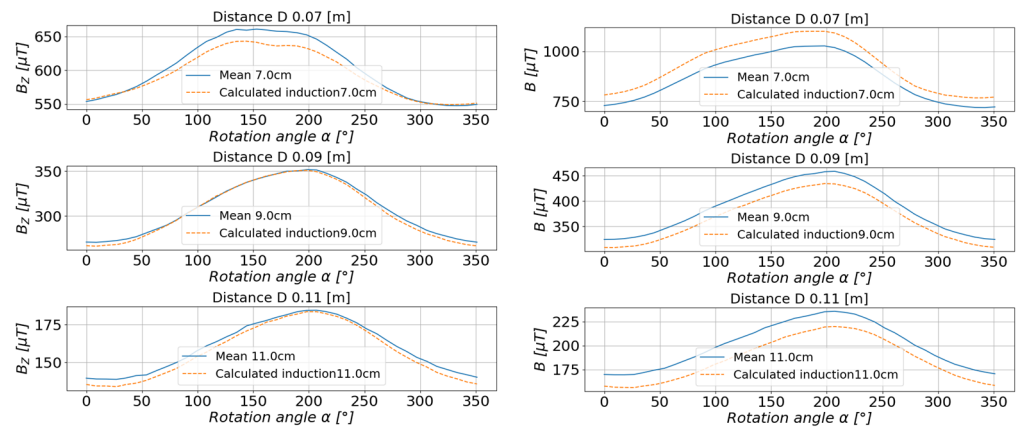 Distance D 0.07 [m]
B_Z [μT]
650
600
550
Mean 7.0cm
Calculated induction7.0cm
0 50 100 150 200 250 300 350
Rotation angle α [°]
Distance D 0.09 [m]
B_Z [μT]
350
300
Mean 9.0cm
Calculated induction9.0cm
0 50 100 150 200 250 300 350
Rotation angle α [°]
Distance D 0.11 [m]
B_Z [μT]
175
150
Mean 11.0cm
Calculated induction11.0cm
0 50 100 150 200 250 300 350
Rotation angle α [°]
Distance D 0.07 [m]
B [μT]
1000
750
Mean 7.0cm
Calculated induction7.0cm
0 50 100 150 200 250 300 350
Rotation angle α [°]
Distance D 0.09 [m]
B [μT]
450
400
350
Mean 9.0cm
Calculated induction9.0cm
0 50 100 150 200 250 300 350
Rotation angle α [°]
Distance D 0.11 [m]
B [μT]
225
200
175
Mean 11.0cm
Calculated induction11.0cm
0 50 100 150 200 250 300 350
Rotation angle α [°]